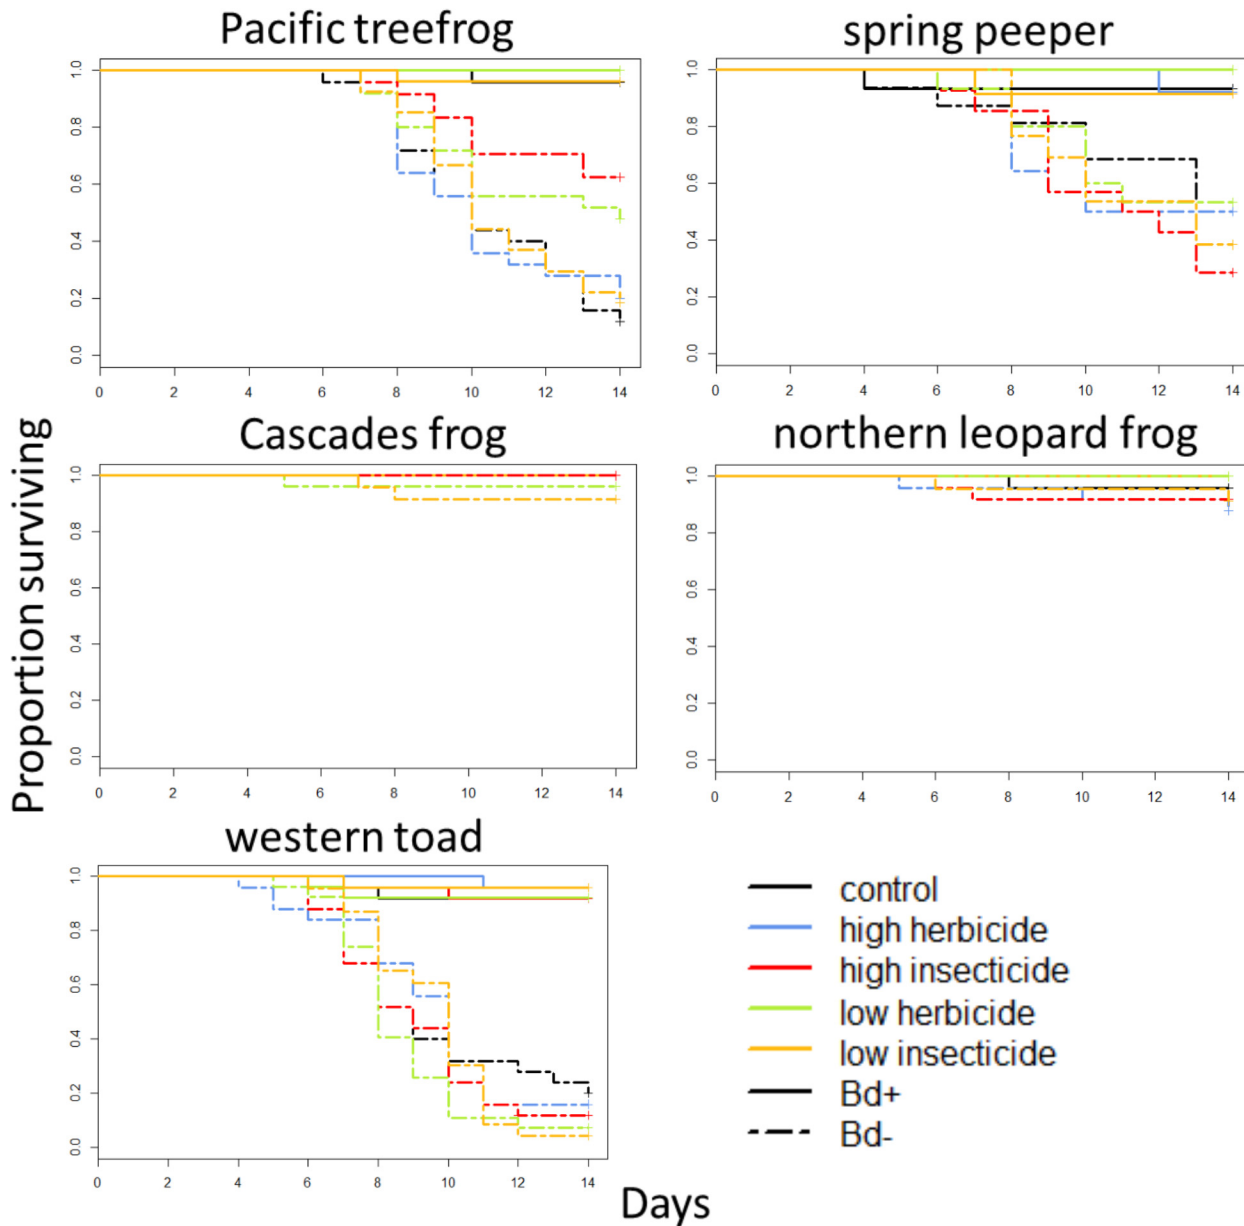 Pacific treefrog
1.0
0.8
0.6
0.4
0.2
0.0
0 2 4 6 8 10 12 14
spring peeper
1.0
0.8
0.6
0.4
0.2
0.0
0 2 4 6 8 10 12 14
Proportion surviving
Cascades frog
1.0
0.8
0.6
0.4
0.2
0.0
0 2 4 6 8 10 12 14
northern leopard frog
1.0
0.8
0.6
0.4
0.2
0.0
0 2 4 6 8 10 12 14
western toad
1.0
0.8
0.6
0.4
0.2
0.0
0 2 4 6 8 10 12 14
control
high herbicide
high insecticide
low herbicide
low insecticide
Bd+
Bd-
Days